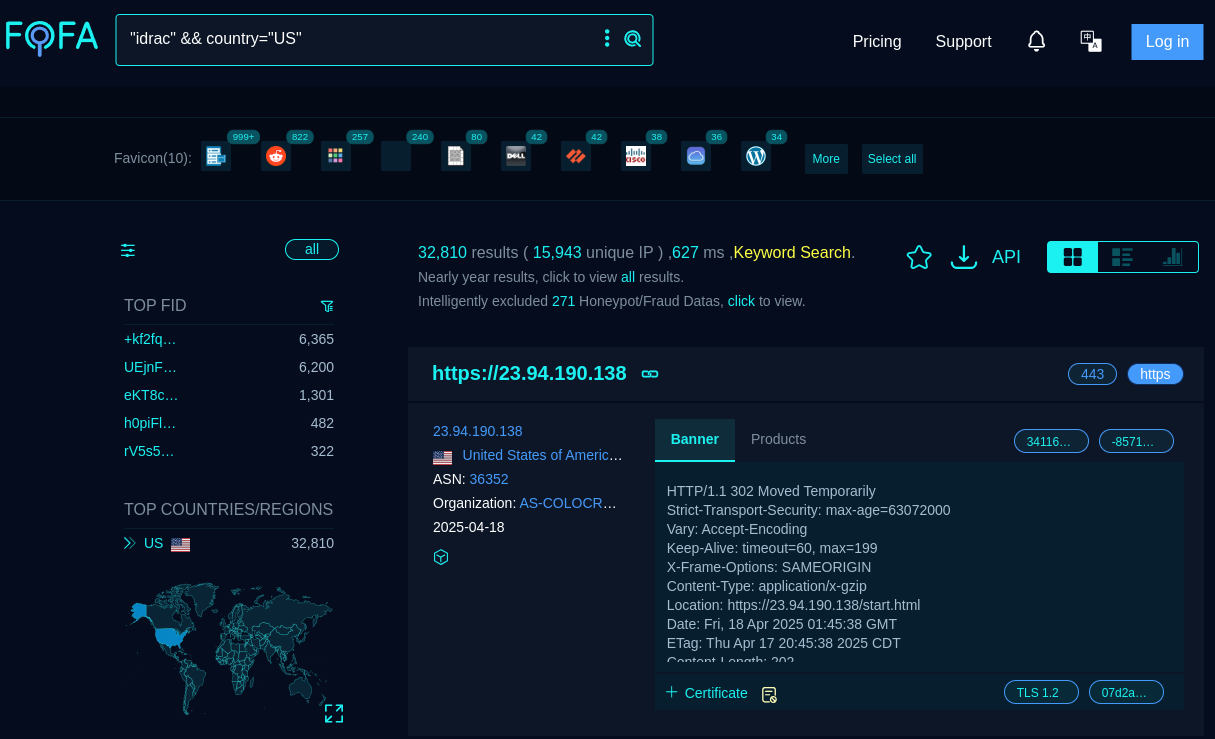 FOFA
"idrac" && country="US"
Pricing
Support
中
A
Log in
Favicon(10):
999+
822
257
240
80
42
42
38
36
34
DELL
CISCO
More
Select all
all
32,810 results ( 15,943 unique IP ) ,627 ms ,Keyword Search.
Nearly year results, click to view all results.
Intelligently excluded 271 Honeypot/Fraud Datas, click to view.
API
TOP FID
+kf2fq… 6,365
UEjnF… 6,200
eKT8c… 1,301
h0piFl… 482
rV5s5… 322
TOP COUNTRIES/REGIONS
US 32,810
https://23.94.190.138
443
https
23.94.190.138
United States of Americ…
ASN: 36352
Organization: AS-COLOCR…
2025-04-18
Banner
Products
34116…
-8571…
HTTP/1.1 302 Moved Temporarily
Strict-Transport-Security: max-age=63072000
Vary: Accept-Encoding
Keep-Alive: timeout=60, max=199
X-Frame-Options: SAMEORIGIN
Content-Type: application/x-gzip
Location: https://23.94.190.138/start.html
Date: Fri, 18 Apr 2025 01:45:38 GMT
ETag: Thu Apr 17 20:45:38 2025 CDT
Content-Length: 202
+ Certificate
TLS 1.2
07d2a…